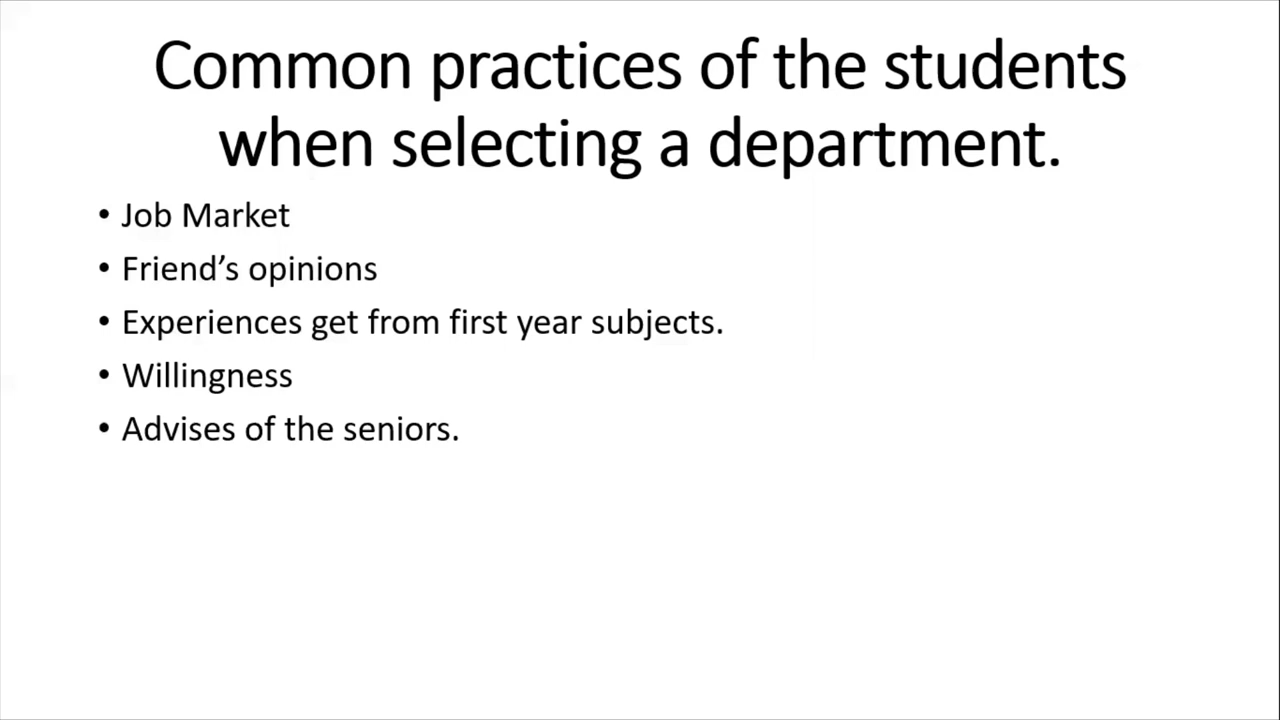 Common practices of the students
when selecting a department.
• Job Market
• Friend’s opinions
• Experiences get from first year subjects.
• Willingness
• Advises of the seniors.